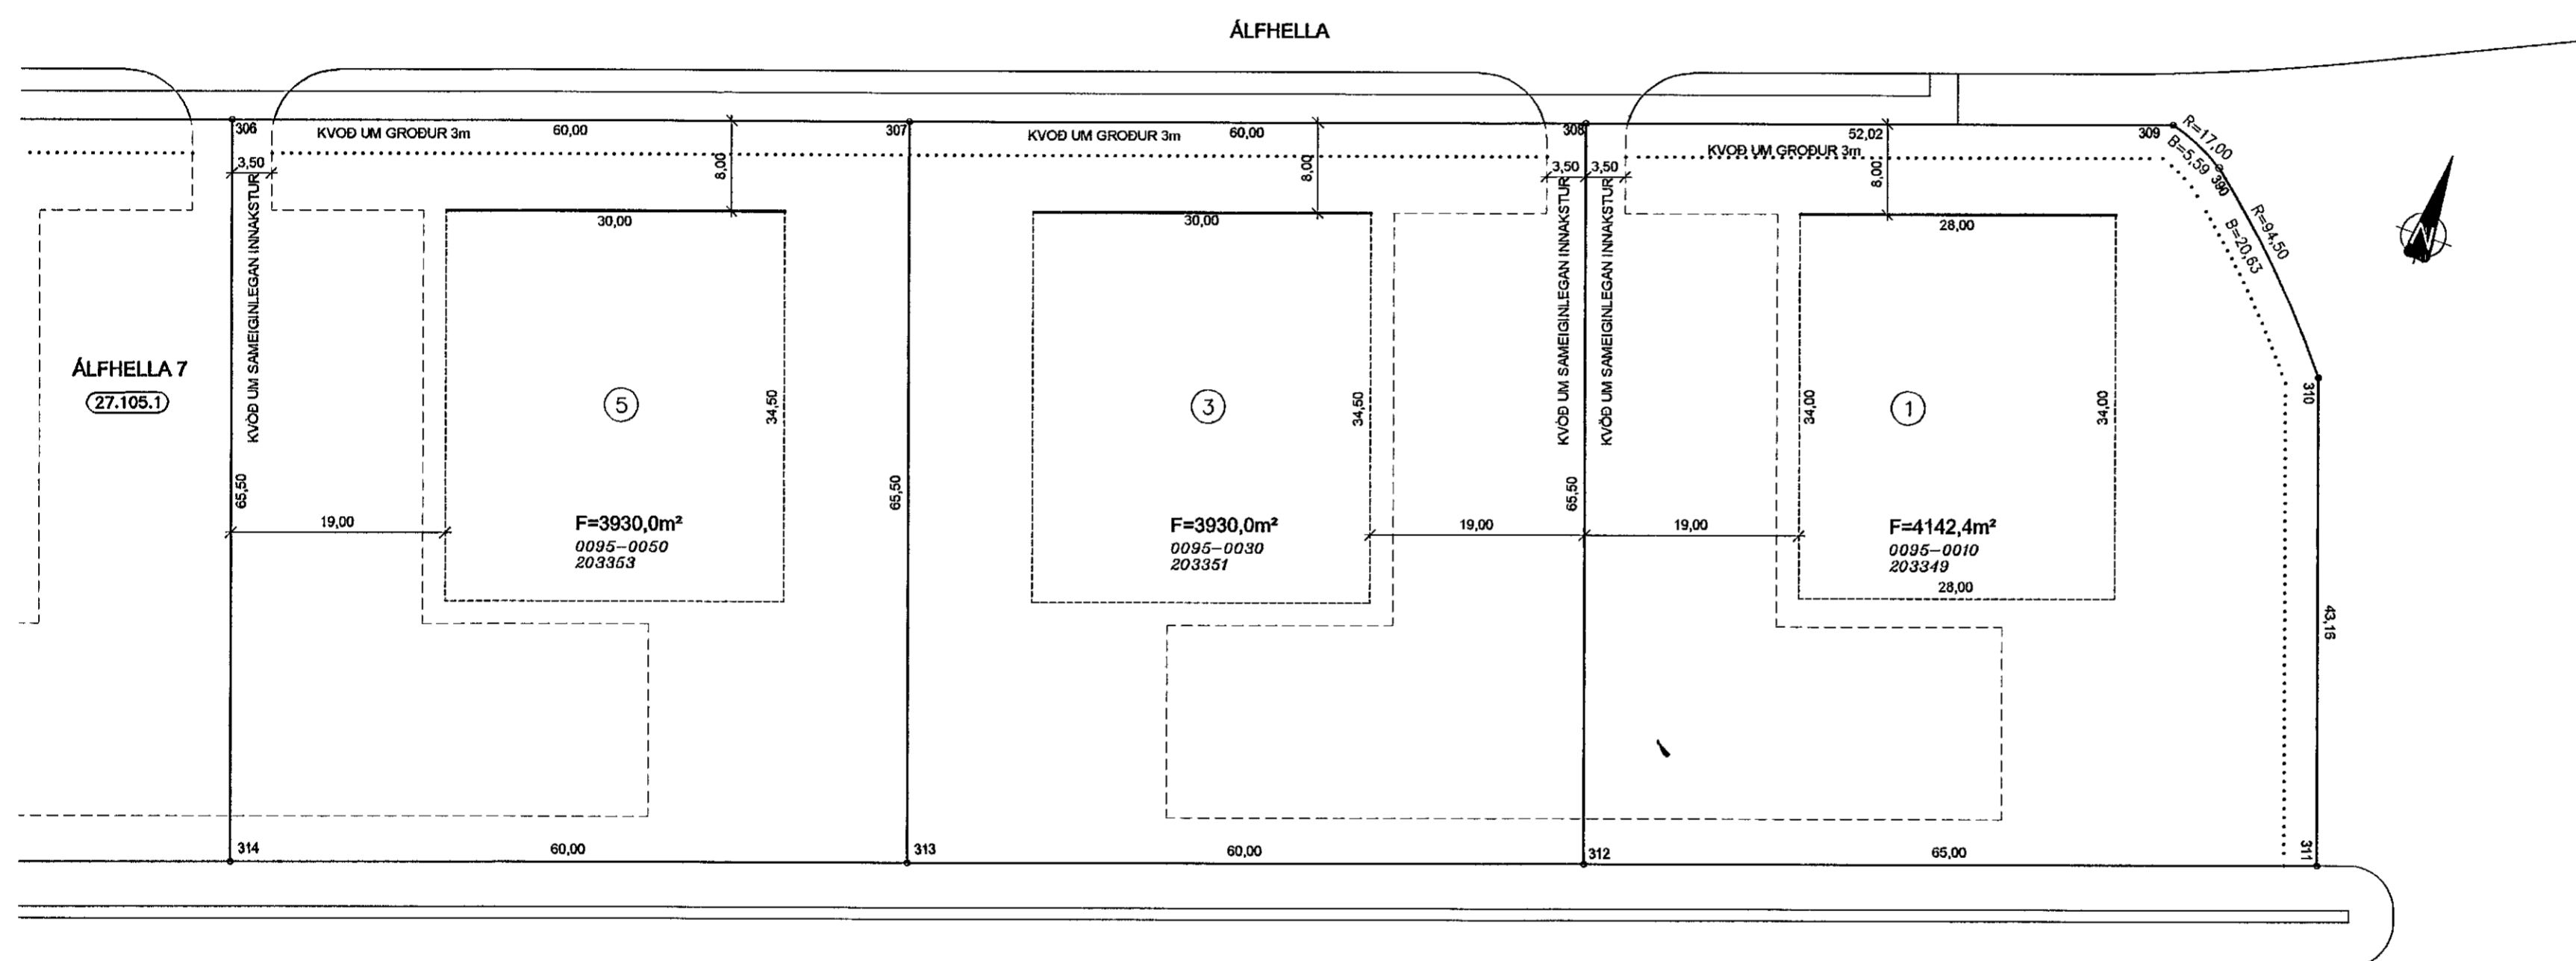 ÁLFHELLA
306
KVOÐ UM GROÐUR 3m
60,00
307
KVOÐ UM GROÐUR 3m
60,00
308
52,02
309
KVOÐ UM GROÐUR 3m
R=17,00
B=5,59
390
R=94,50
B=20,63
3,50
8,00
8,00
3,50
3,50
8,00
KVÖÐ UM SAMEIGINLEGAN INNAKSTUR
KVÖÐ UM SAMEIGINLEGAN INNAKSTUR
KVÖÐ UM SAMEIGINLEGAN INNAKSTUR
30,00
30,00
28,00
N
ÁLFHELLA 7
27.105.1
5
34,50
3
34,50
34,00
1
34,00
310
65,50
65,50
65,50
19,00
F=3930,0m²
0095-0050
203353
F=3930,0m²
0095-0030
203351
19,00
19,00
F=4142,4m²
0095-0010
203349
28,00
43,16
314
60,00
313
60,00
312
65,00
311